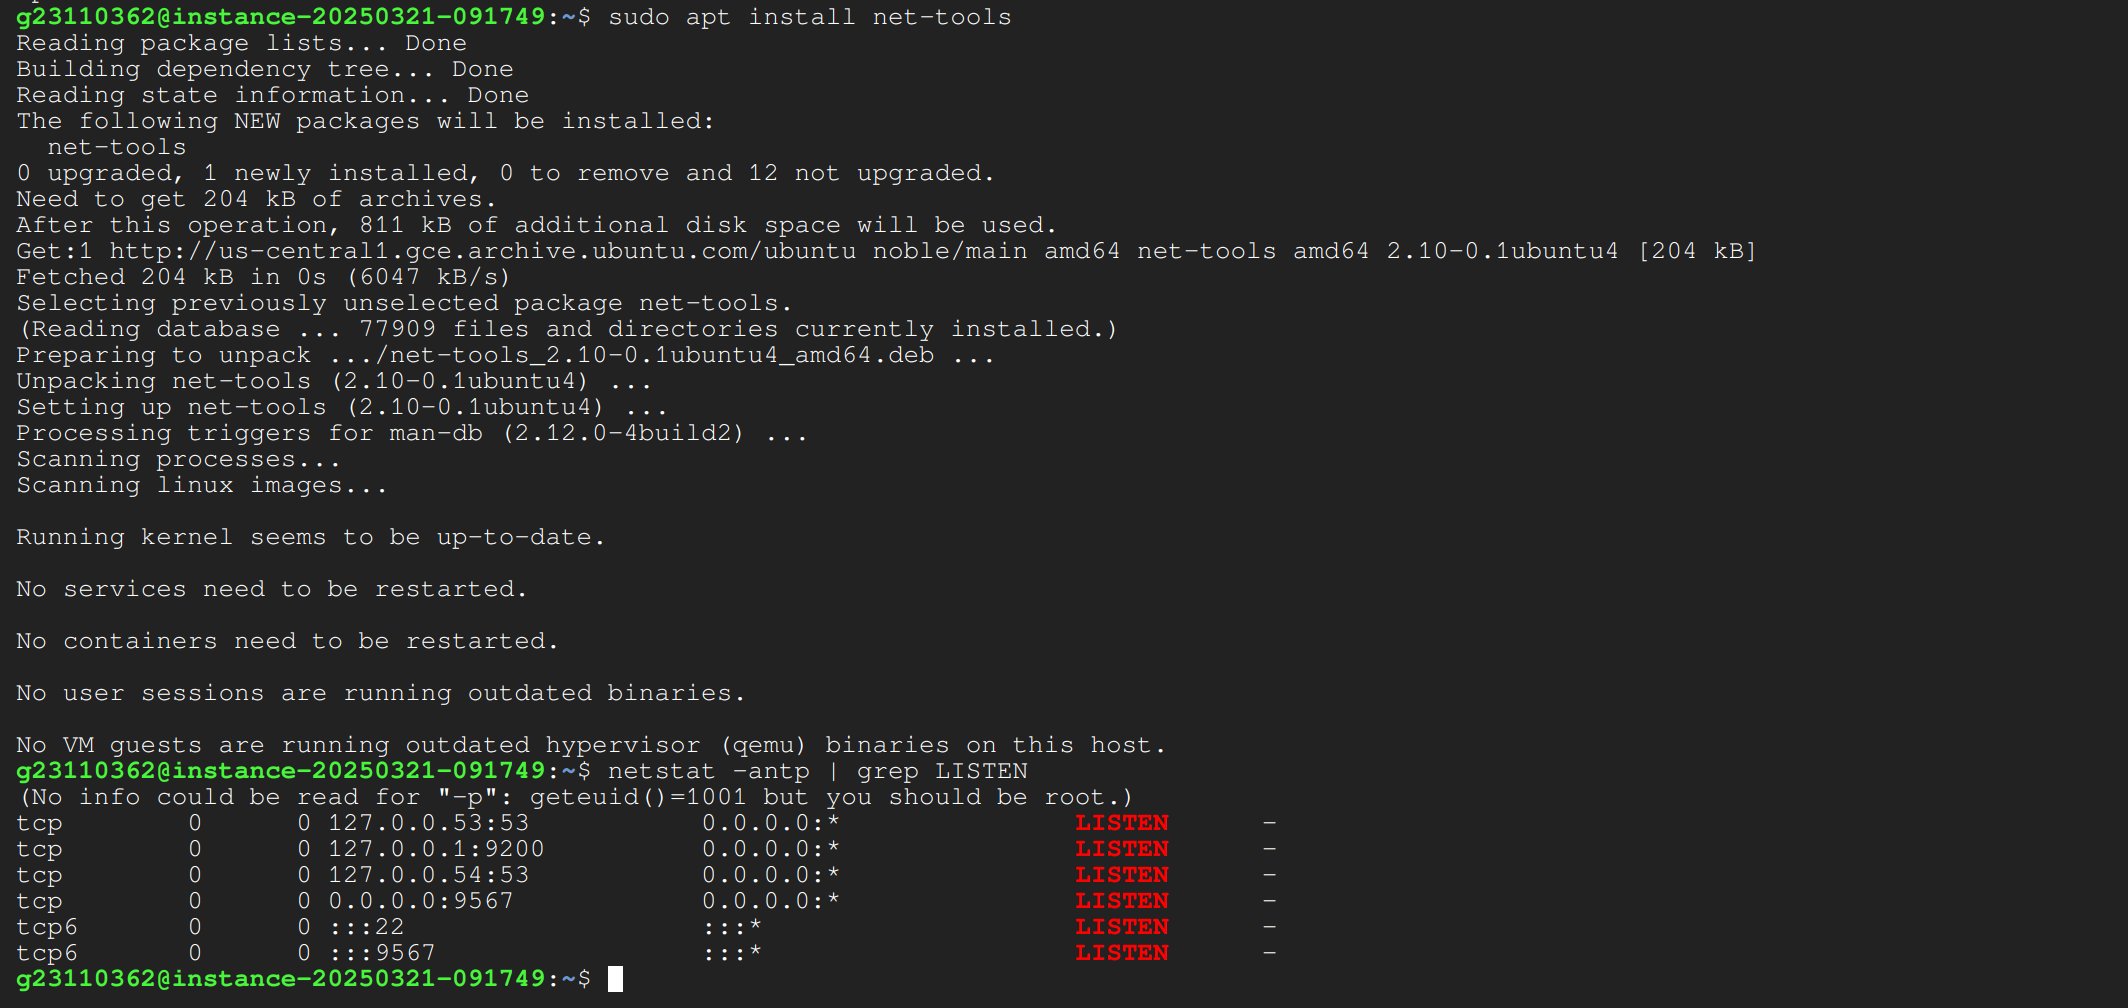 g23110362@instance-20250321-091749:~$ sudo apt install net-tools
Reading package lists... Done
Building dependency tree... Done
Reading state information... Done
The following NEW packages will be installed:
  net-tools
0 upgraded, 1 newly installed, 0 to remove and 12 not upgraded.
Need to get 204 kB of archives.
After this operation, 811 kB of additional disk space will be used.
Get:1 http://us-central1.gce.archive.ubuntu.com/ubuntu noble/main amd64 net-tools amd64 2.10-0.1ubuntu4 [204 kB]
Fetched 204 kB in 0s (6047 kB/s)
Selecting previously unselected package net-tools.
(Reading database ... 77909 files and directories currently installed.)
Preparing to unpack .../net-tools_2.10-0.1ubuntu4_amd64.deb ...
Unpacking net-tools (2.10-0.1ubuntu4) ...
Setting up net-tools (2.10-0.1ubuntu4) ...
Processing triggers for man-db (2.12.0-4build2) ...
Scanning processes...
Scanning linux images...

Running kernel seems to be up-to-date.

No services need to be restarted.

No containers need to be restarted.

No user sessions are running outdated binaries.

No VM guests are running outdated hypervisor (qemu) binaries on this host.
g23110362@instance-20250321-091749:~$ netstat -antp | grep LISTEN
(No info could be read for "-p": geteuid()=1001 but you should be root.)
tcp        0      0 127.0.0.53:53           0.0.0.0:*               LISTEN      -
tcp        0      0 127.0.0.1:9200          0.0.0.0:*               LISTEN      -
tcp        0      0 127.0.0.54:53           0.0.0.0:*               LISTEN      -
tcp        0      0 0.0.0.0:9567            0.0.0.0:*               LISTEN      -
tcp6       0      0 :::22                   :::*                    LISTEN      -
tcp6       0      0 :::9567                 :::*                    LISTEN      -
g23110362@instance-20250321-091749:~$